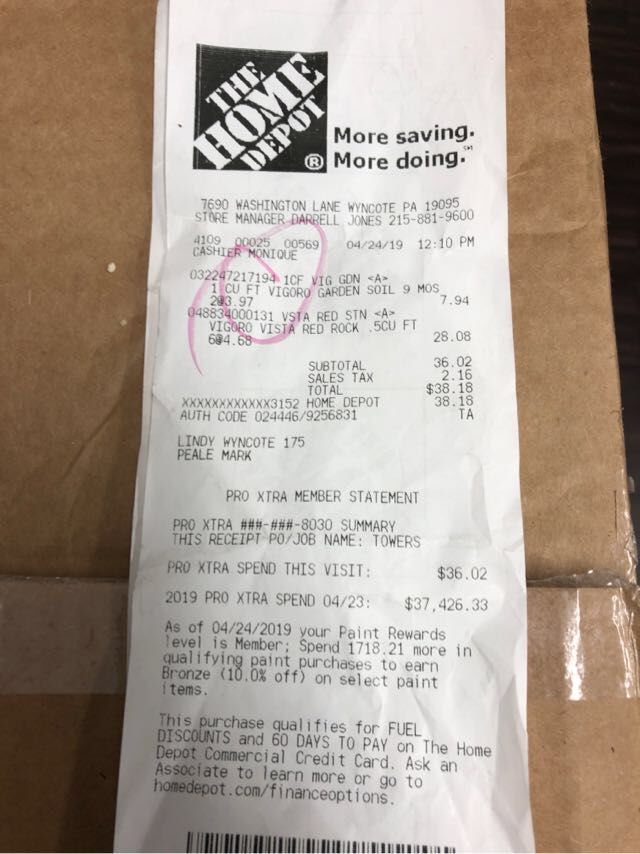 THE
HOME
DEPOT
®
More saving.
More doing.℠
7690 WASHINGTON LANE WYNCOTE PA 19095
STORE MANAGER DARRELL JONES 215-881-9600
4109 00025 00569 04/24/19 12:10 PM
CASHIER MONIQUE
032247217194 1CF VIG GDN <A>
1 CU FT VIGORO GARDEN SOIL 9 MOS
2@3.97 7.94
048834000131 VSTA RED STN <A>
VIGORO VISTA RED ROCK .5CU FT
6@4.68 28.08
SUBTOTAL 36.02
SALES TAX 2.16
TOTAL $38.18
XXXXXXXXXXXX3152 HOME DEPOT 38.18
AUTH CODE 024446/9256831 TA
LINDY WYNCOTE 175
PEALE MARK
PRO XTRA MEMBER STATEMENT
PRO XTRA ###-###-8030 SUMMARY
THIS RECEIPT PO/JOB NAME: TOWERS
PRO XTRA SPEND THIS VISIT: $36.02
2019 PRO XTRA SPEND 04/23: $37,426.33
As of 04/24/2019 your Paint Rewards
level is Member; Spend 1718.21 more in
qualifying paint purchases to earn
Bronze (10.0% off) on select paint
items.
This purchase qualifies for FUEL
DISCOUNTS and 60 DAYS TO PAY on The Home
Depot Commercial Credit Card. Ask an
Associate to learn more or go to
homedepot.com/financeoptions.